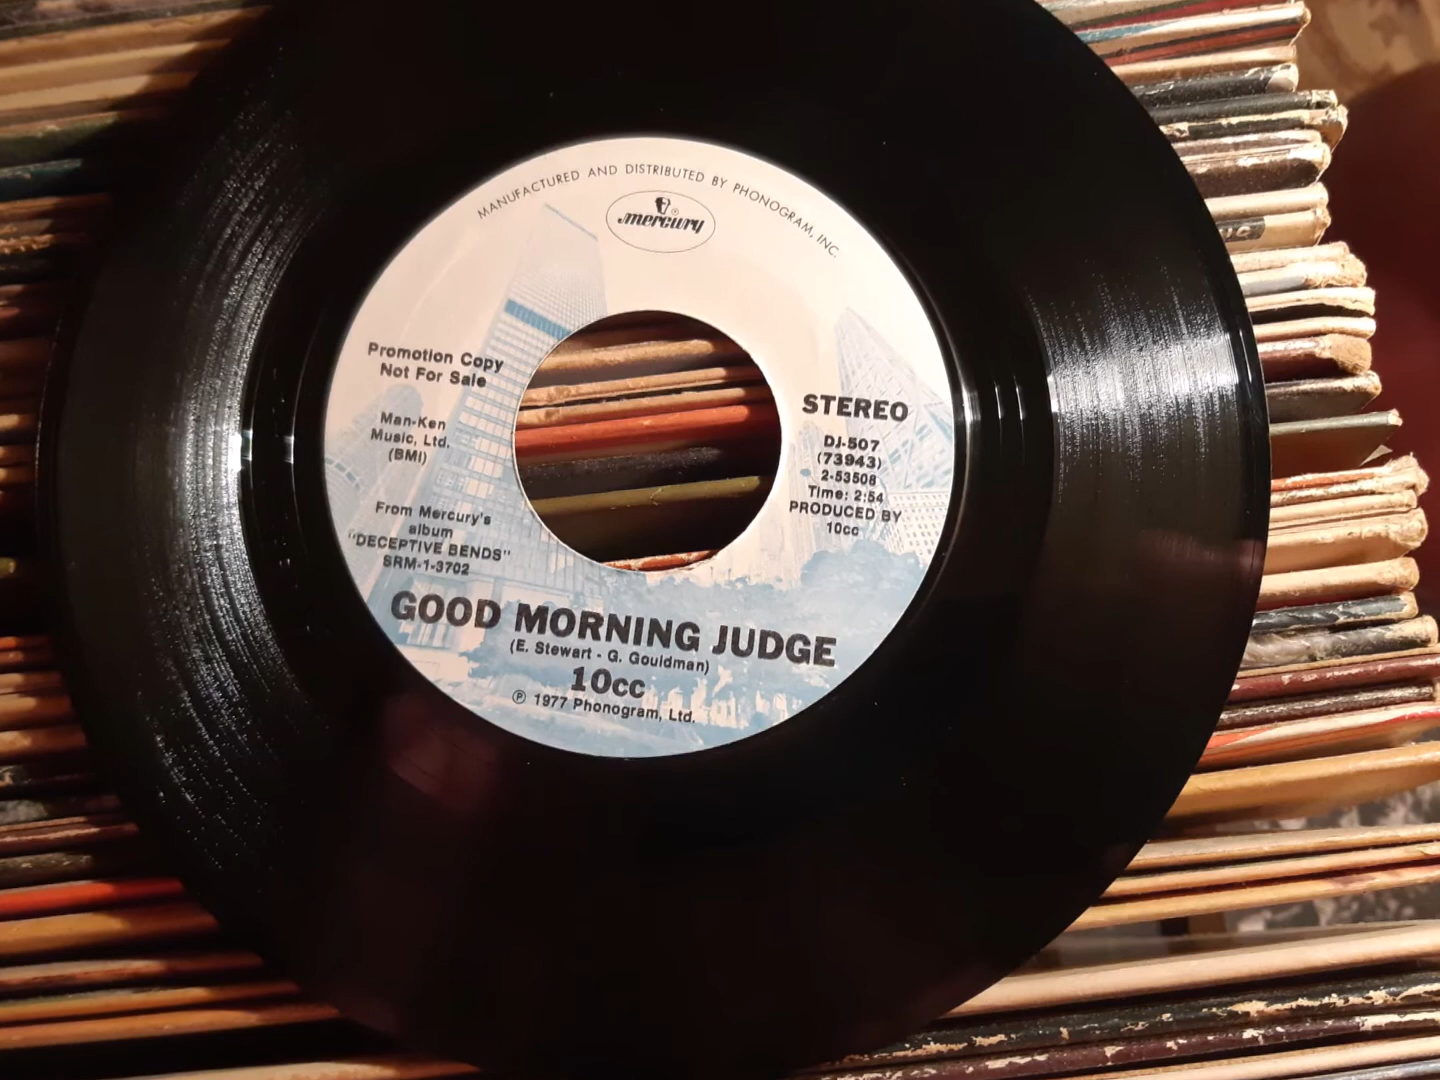 MANUFACTURED AND DISTRIBUTED BY PHONOGRAM, INC.
mercury ®
Promotion Copy
Not For Sale
Man-Ken
Music, Ltd.
(BMI)
From Mercury's
album
"DECEPTIVE BENDS"
SRM-1-3702
STEREO
DJ-507
(73943)
2-53508
Time: 2:54
PRODUCED BY
10cc
GOOD MORNING JUDGE
(E. Stewart - G. Gouldman)
10cc
℗ 1977 Phonogram, Ltd.